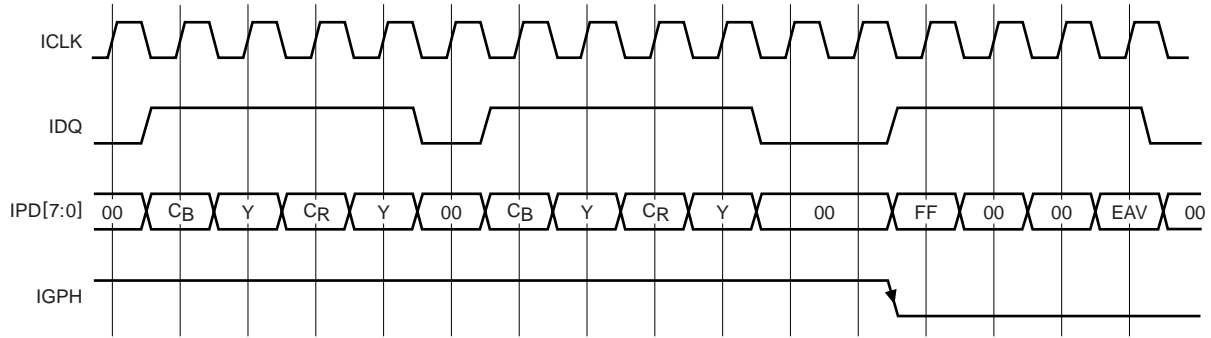 ICLK
IDQ
IPD[7:0] 00 CB Y CR Y 00 CB Y CR Y 00 FF 00 00 EAV 00
IGPH